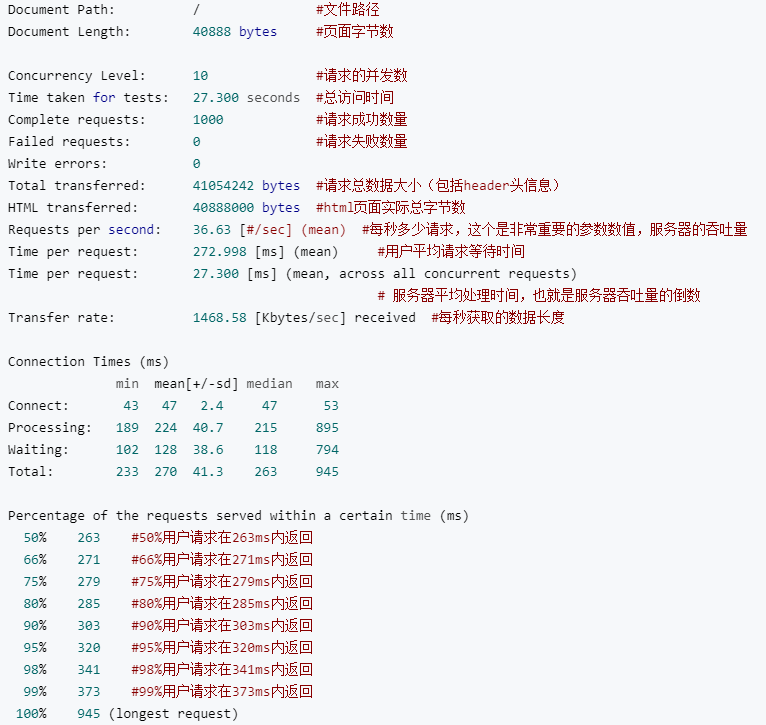 Document Path:          /               #文件路径
Document Length:        40888 bytes     #页面字节数
Concurrency Level:      10              #请求的并发数
Time taken for tests:   27.300 seconds  #总访问时间
Complete requests:      1000            #请求成功数量
Failed requests:        0               #请求失败数量
Write errors:           0
Total transferred:      41054242 bytes  #请求总数据大小（包括header头信息）
HTML transferred:       40888000 bytes  #html页面实际总字节数
Requests per second:    36.63 [#/sec] (mean)  #每秒多少请求，这个是非常重要的参数数值，服务器的吞吐量
Time per request:       272.998 [ms] (mean)     #用户平均请求等待时间
Time per request:       27.300 [ms] (mean, across all concurrent requests)
# 服务器平均处理时间，也就是服务器吞吐量的倒数
Transfer rate:          1468.58 [Kbytes/sec] received  #每秒获取的数据长度
Connection Times (ms)
min  mean[+/-sd] median   max
Connect:       43   47   2.4     47      53
Processing:   189  224  40.7    215     895
Waiting:      102  128  38.6    118     794
Total:        233  270  41.3    263     945
Percentage of the requests served within a certain time (ms)
50%    263    #50%用户请求在263ms内返回
66%    271    #66%用户请求在271ms内返回
75%    279    #75%用户请求在279ms内返回
80%    285    #80%用户请求在285ms内返回
90%    303    #90%用户请求在303ms内返回
95%    320    #95%用户请求在320ms内返回
98%    341    #98%用户请求在341ms内返回
99%    373    #99%用户请求在373ms内返回
100%    945 (longest request)